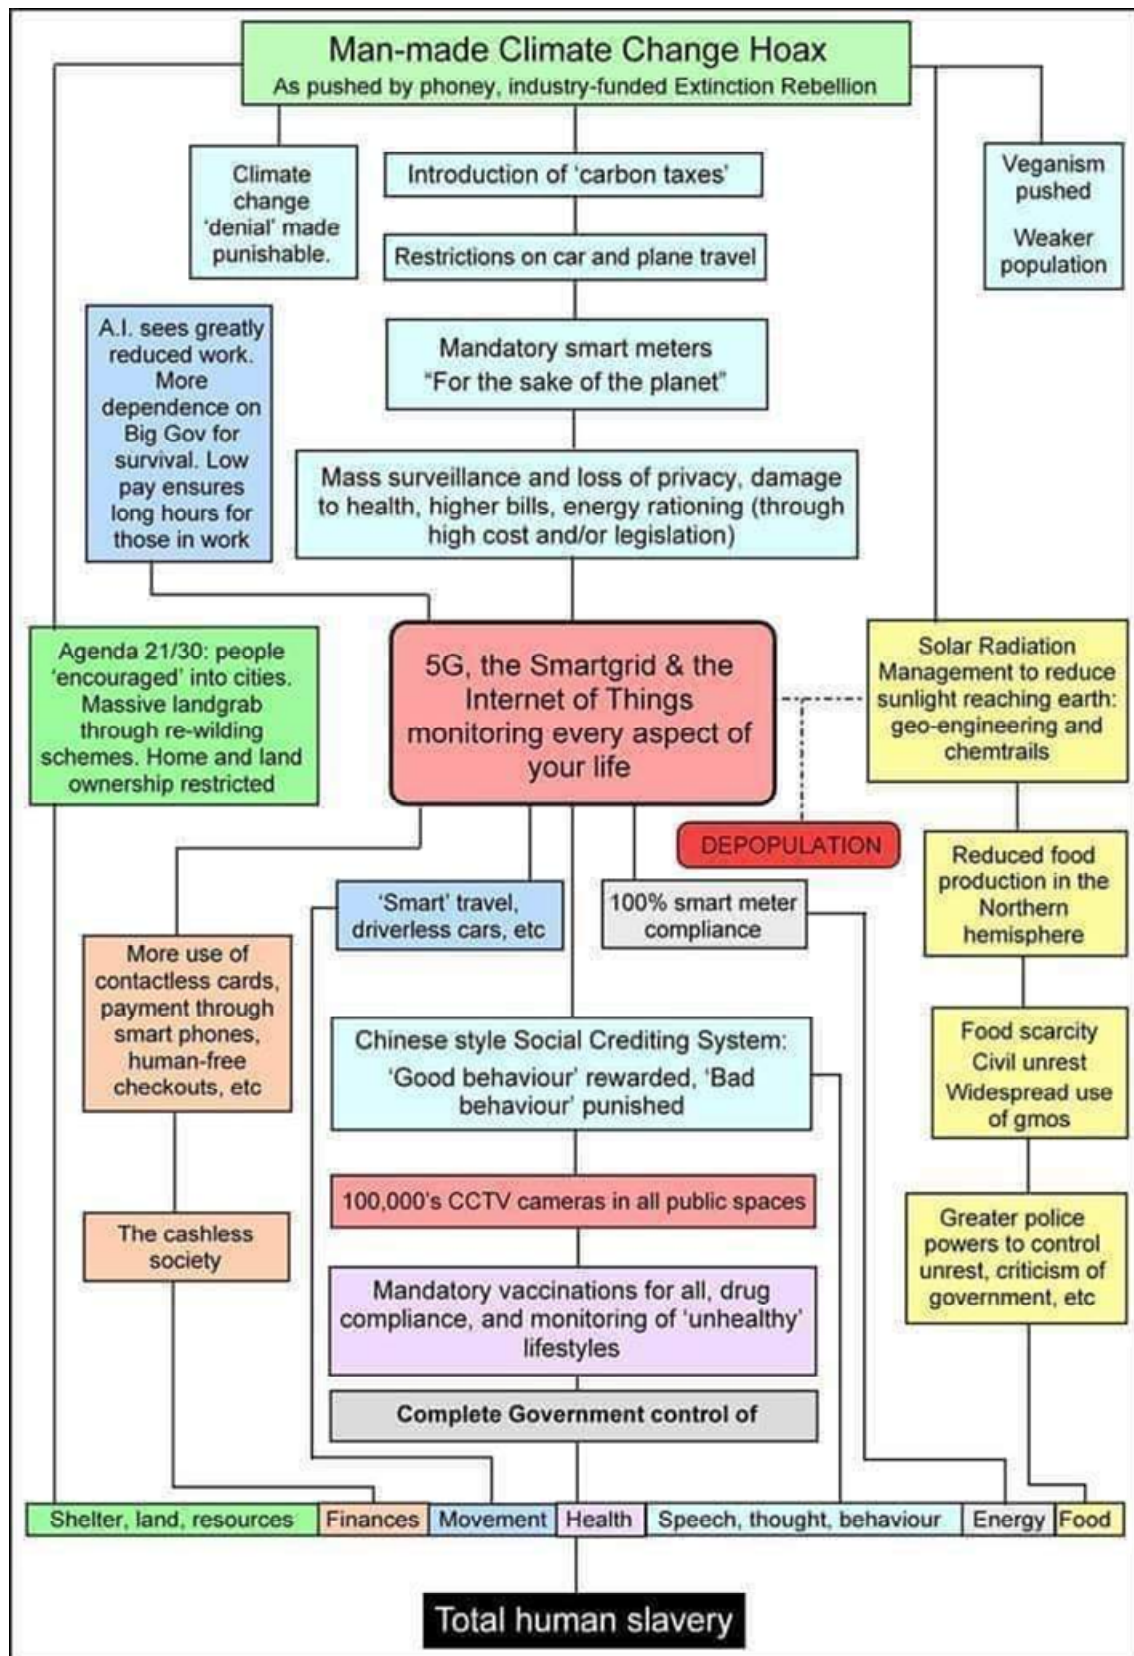 Man-made Climate Change Hoax
As pushed by phoney, industry-funded Extinction Rebellion
Climate
change
‘denial’ made
punishable.
Introduction of ‘carbon taxes’
Restrictions on car and plane travel
Veganism
pushed
Weaker
population
A.I. sees greatly
reduced work.
More
dependence on
Big Gov for
survival. Low
pay ensures
long hours for
those in work
Mandatory smart meters
“For the sake of the planet”
Mass surveillance and loss of privacy, damage
to health, higher bills, energy rationing (through
high cost and/or legislation)
Agenda 21/30: people
‘encouraged’ into cities.
Massive landgrab
through re-wilding
schemes. Home and land
ownership restricted
5G, the Smartgrid & the
Internet of Things
monitoring every aspect of
your life
Solar Radiation
Management to reduce
sunlight reaching earth:
geo-engineering and
chemtrails
DEPOPULATION
Reduced food
production in the
Northern
hemisphere
‘Smart’ travel,
driverless cars, etc
100% smart meter
compliance
More use of
contactless cards,
payment through
smart phones,
human-free
checkouts, etc
Chinese style Social Crediting System:
‘Good behaviour’ rewarded, ‘Bad
behaviour’ punished
Food scarcity
Civil unrest
Widespread use
of gmos
100,000’s CCTV cameras in all public spaces
The cashless
society
Greater police
powers to control
unrest, criticism of
government, etc
Mandatory vaccinations for all, drug
compliance, and monitoring of ‘unhealthy’
lifestyles
Complete Government control of
Shelter, land, resources Finances Movement Health Speech, thought, behaviour Energy Food
Total human slavery